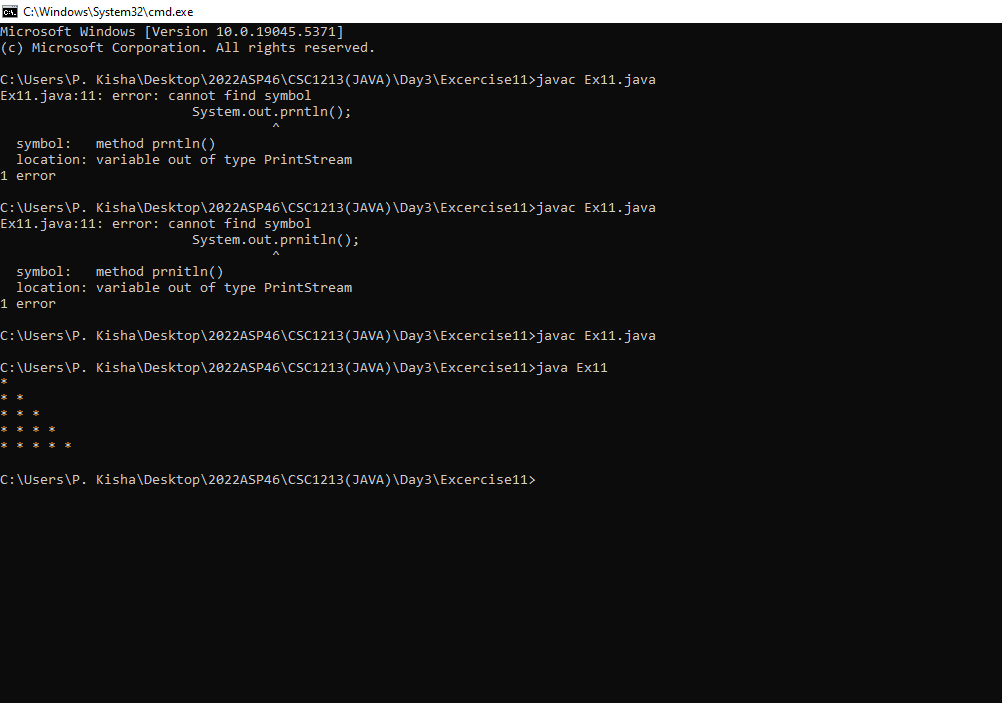 C:\Windows\System32\cmd.exe
Microsoft Windows [Version 10.0.19045.5371]
(c) Microsoft Corporation. All rights reserved.
C:\Users\P. Kisha\Desktop\2022ASP46\CSC1213(JAVA)\Day3\Excercise11>javac Ex11.java
Ex11.java:11: error: cannot find symbol
                        System.out.prntln();
                                  ^
  symbol:   method prntln()
  location: variable out of type PrintStream
1 error
C:\Users\P. Kisha\Desktop\2022ASP46\CSC1213(JAVA)\Day3\Excercise11>javac Ex11.java
Ex11.java:11: error: cannot find symbol
                        System.out.prnitln();
                                  ^
  symbol:   method prnitln()
  location: variable out of type PrintStream
1 error
C:\Users\P. Kisha\Desktop\2022ASP46\CSC1213(JAVA)\Day3\Excercise11>javac Ex11.java
C:\Users\P. Kisha\Desktop\2022ASP46\CSC1213(JAVA)\Day3\Excercise11>java Ex11
*
* *
* * *
* * * *
* * * * *
C:\Users\P. Kisha\Desktop\2022ASP46\CSC1213(JAVA)\Day3\Excercise11>